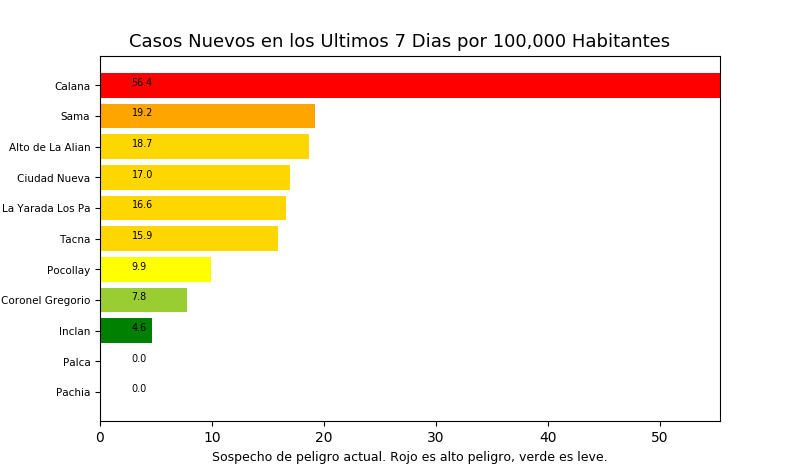 Casos Nuevos en los Ultimos 7 Dias por 100,000 Habitantes
Calana 56.4
Sama 19.2
Alto de La Alian 18.7
Ciudad Nueva 17.0
La Yarada Los Pa 16.6
Tacna 15.9
Pocollay 9.9
Coronel Gregorio 7.8
Inclan 4.6
Palca 0.0
Pachia 0.0
0 10 20 30 40 50
Sospecho de peligro actual. Rojo es alto peligro, verde es leve.